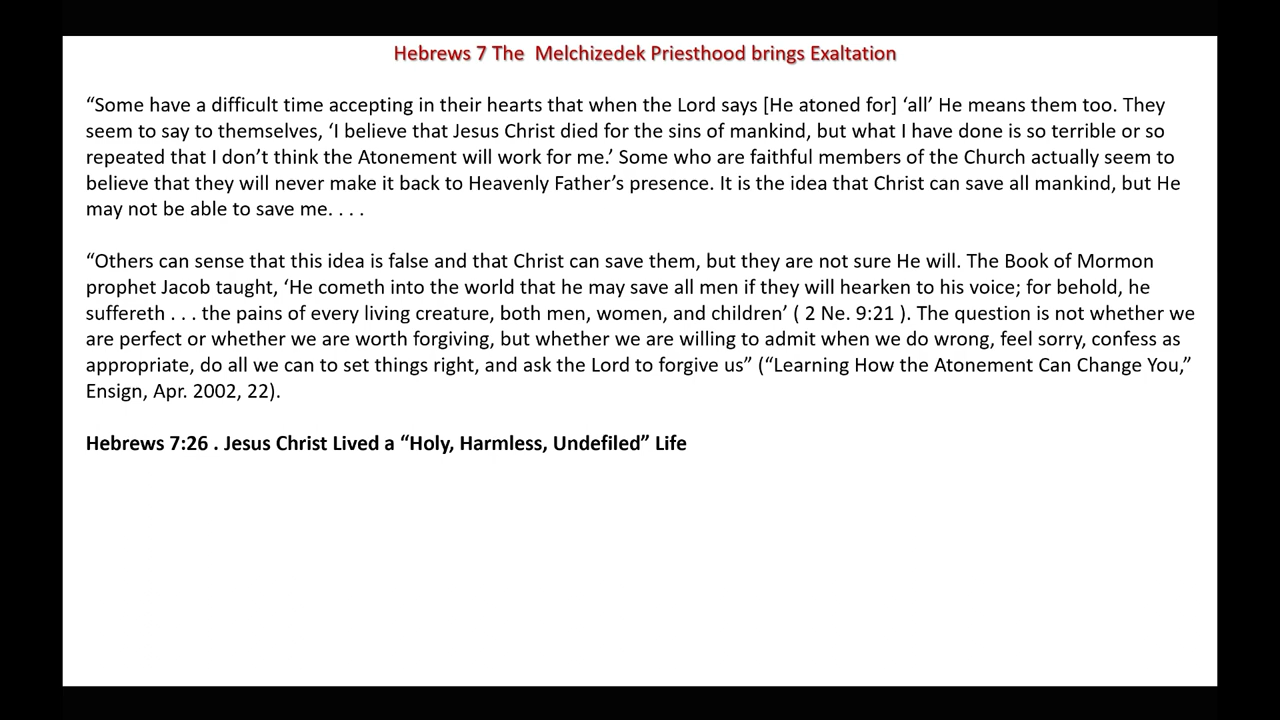 Hebrews 7 The  Melchizedek Priesthood brings Exaltation
“Some have a difficult time accepting in their hearts that when the Lord says [He atoned for] ‘all’ He means them too. They
seem to say to themselves, ‘I believe that Jesus Christ died for the sins of mankind, but what I have done is so terrible or so
repeated that I don’t think the Atonement will work for me.’ Some who are faithful members of the Church actually seem to
believe that they will never make it back to Heavenly Father’s presence. It is the idea that Christ can save all mankind, but He
may not be able to save me. . . .
“Others can sense that this idea is false and that Christ can save them, but they are not sure He will. The Book of Mormon
prophet Jacob taught, ‘He cometh into the world that he may save all men if they will hearken to his voice; for behold, he
suffereth . . . the pains of every living creature, both men, women, and children’ ( 2 Ne. 9:21 ). The question is not whether we
are perfect or whether we are worth forgiving, but whether we are willing to admit when we do wrong, feel sorry, confess as
appropriate, do all we can to set things right, and ask the Lord to forgive us” (“Learning How the Atonement Can Change You,”
Ensign, Apr. 2002, 22).
Hebrews 7:26 . Jesus Christ Lived a “Holy, Harmless, Undefiled” Life